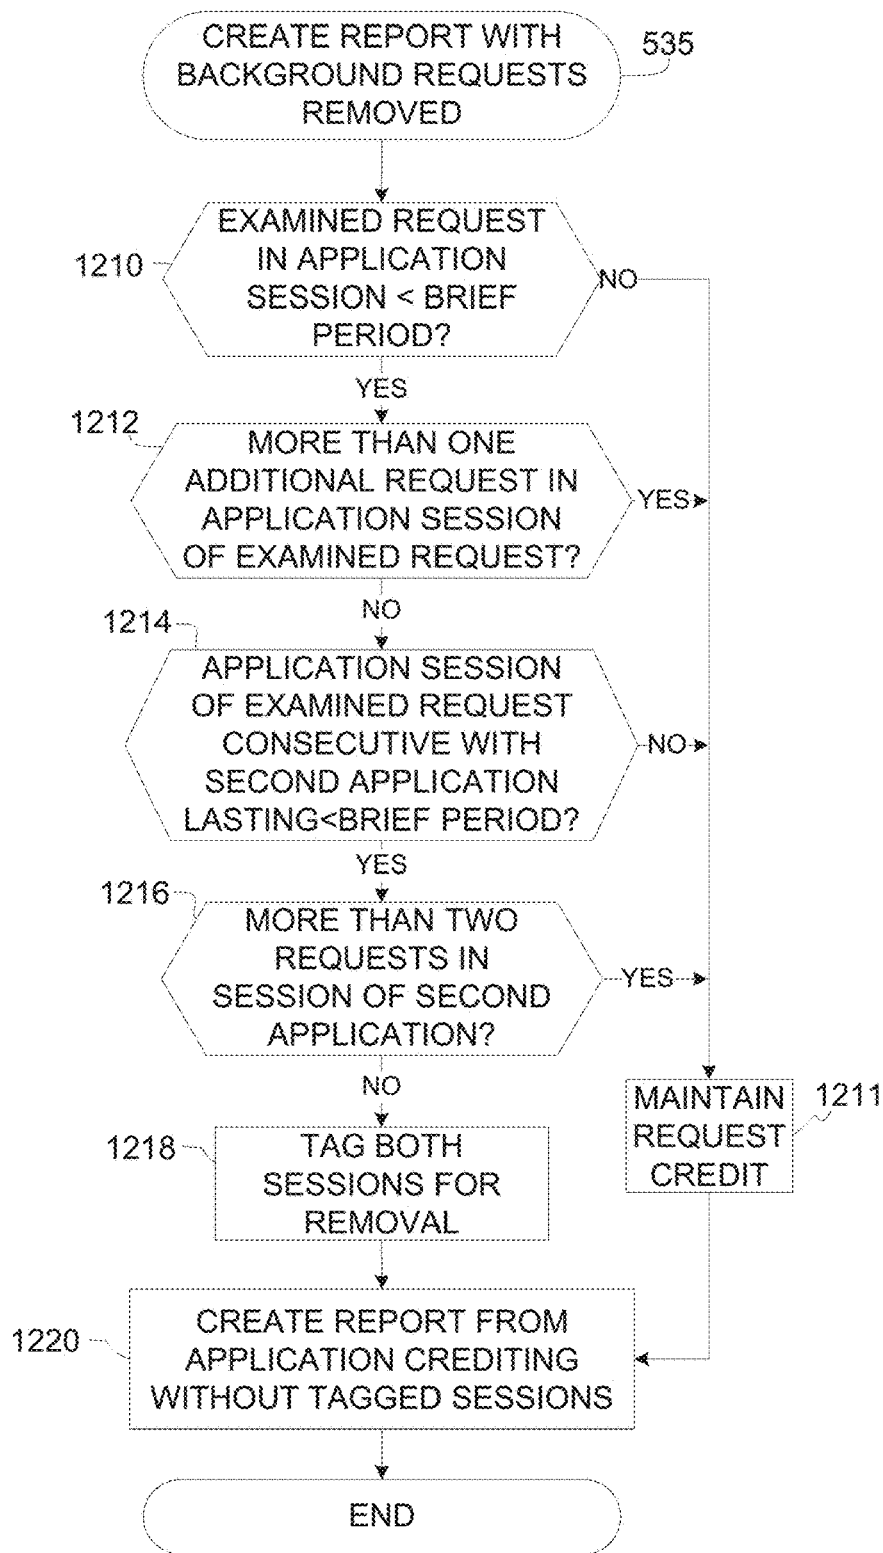 CREATE REPORT WITH
BACKGROUND REQUESTS
REMOVED
535
EXAMINED REQUEST
IN APPLICATION
SESSION < BRIEF
PERIOD?
1210
NO
YES
1212
MORE THAN ONE
ADDITIONAL REQUEST IN
APPLICATION SESSION
OF EXAMINED REQUEST?
YES
NO
1214
APPLICATION SESSION
OF EXAMINED REQUEST
CONSECUTIVE WITH
SECOND APPLICATION
LASTING<BRIEF PERIOD?
NO
YES
1216
MORE THAN TWO
REQUESTS IN
SESSION OF SECOND
APPLICATION?
YES
NO
MAINTAIN
REQUEST
CREDIT
1211
1218
TAG BOTH
SESSIONS FOR
REMOVAL
1220
CREATE REPORT FROM
APPLICATION CREDITING
WITHOUT TAGGED SESSIONS
END